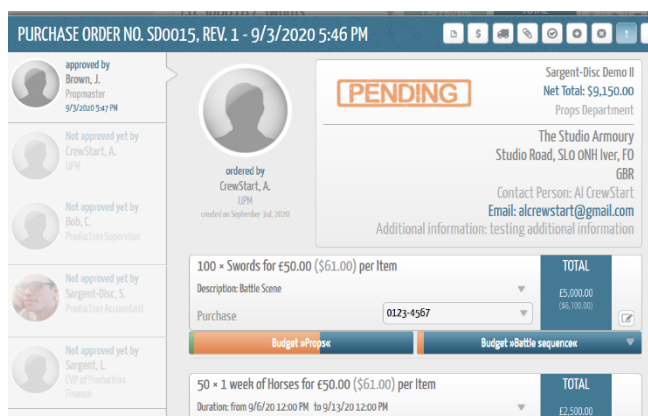 PURCHASE ORDER NO. SD0015, REV. 1 - 9/3/2020 5:46 PM
approved by
Brown, J.
Propmaster
9/3/2020 5:47 PM
Not approved yet by
CrewStart, A.
UPM
Not approved yet by
Bob, C.
Production Supervisor
Not approved yet by
Sargent-Disc, S.
Production Accountant
Not approved yet by
Sargent, L.
EVP of Production
Finance
ordered by
CrewStart, A.
UPM
created on September 3rd, 2020
PENDING
Sargent-Disc Demo II
Net Total: $9,150.00
Props Department
The Studio Armoury
Studio Road, SL0 0NH Iver, FO
GBR
Contact Person: Al CrewStart
Email: alcrewstart@gmail.com
Additional information: testing additional information
100 × Swords for £50.00 ($61.00) per Item
Description: Battle Scene
Purchase
0123-4567
TOTAL
£5,000.00
($6,100.00)
Budget »Props«
Budget »Battle sequence«
50 × 1 week of Horses for £50.00 ($61.00) per Item
Duration: from 9/6/20 12:00 PM to 9/13/20 12:00 PM
TOTAL
£2,500.00